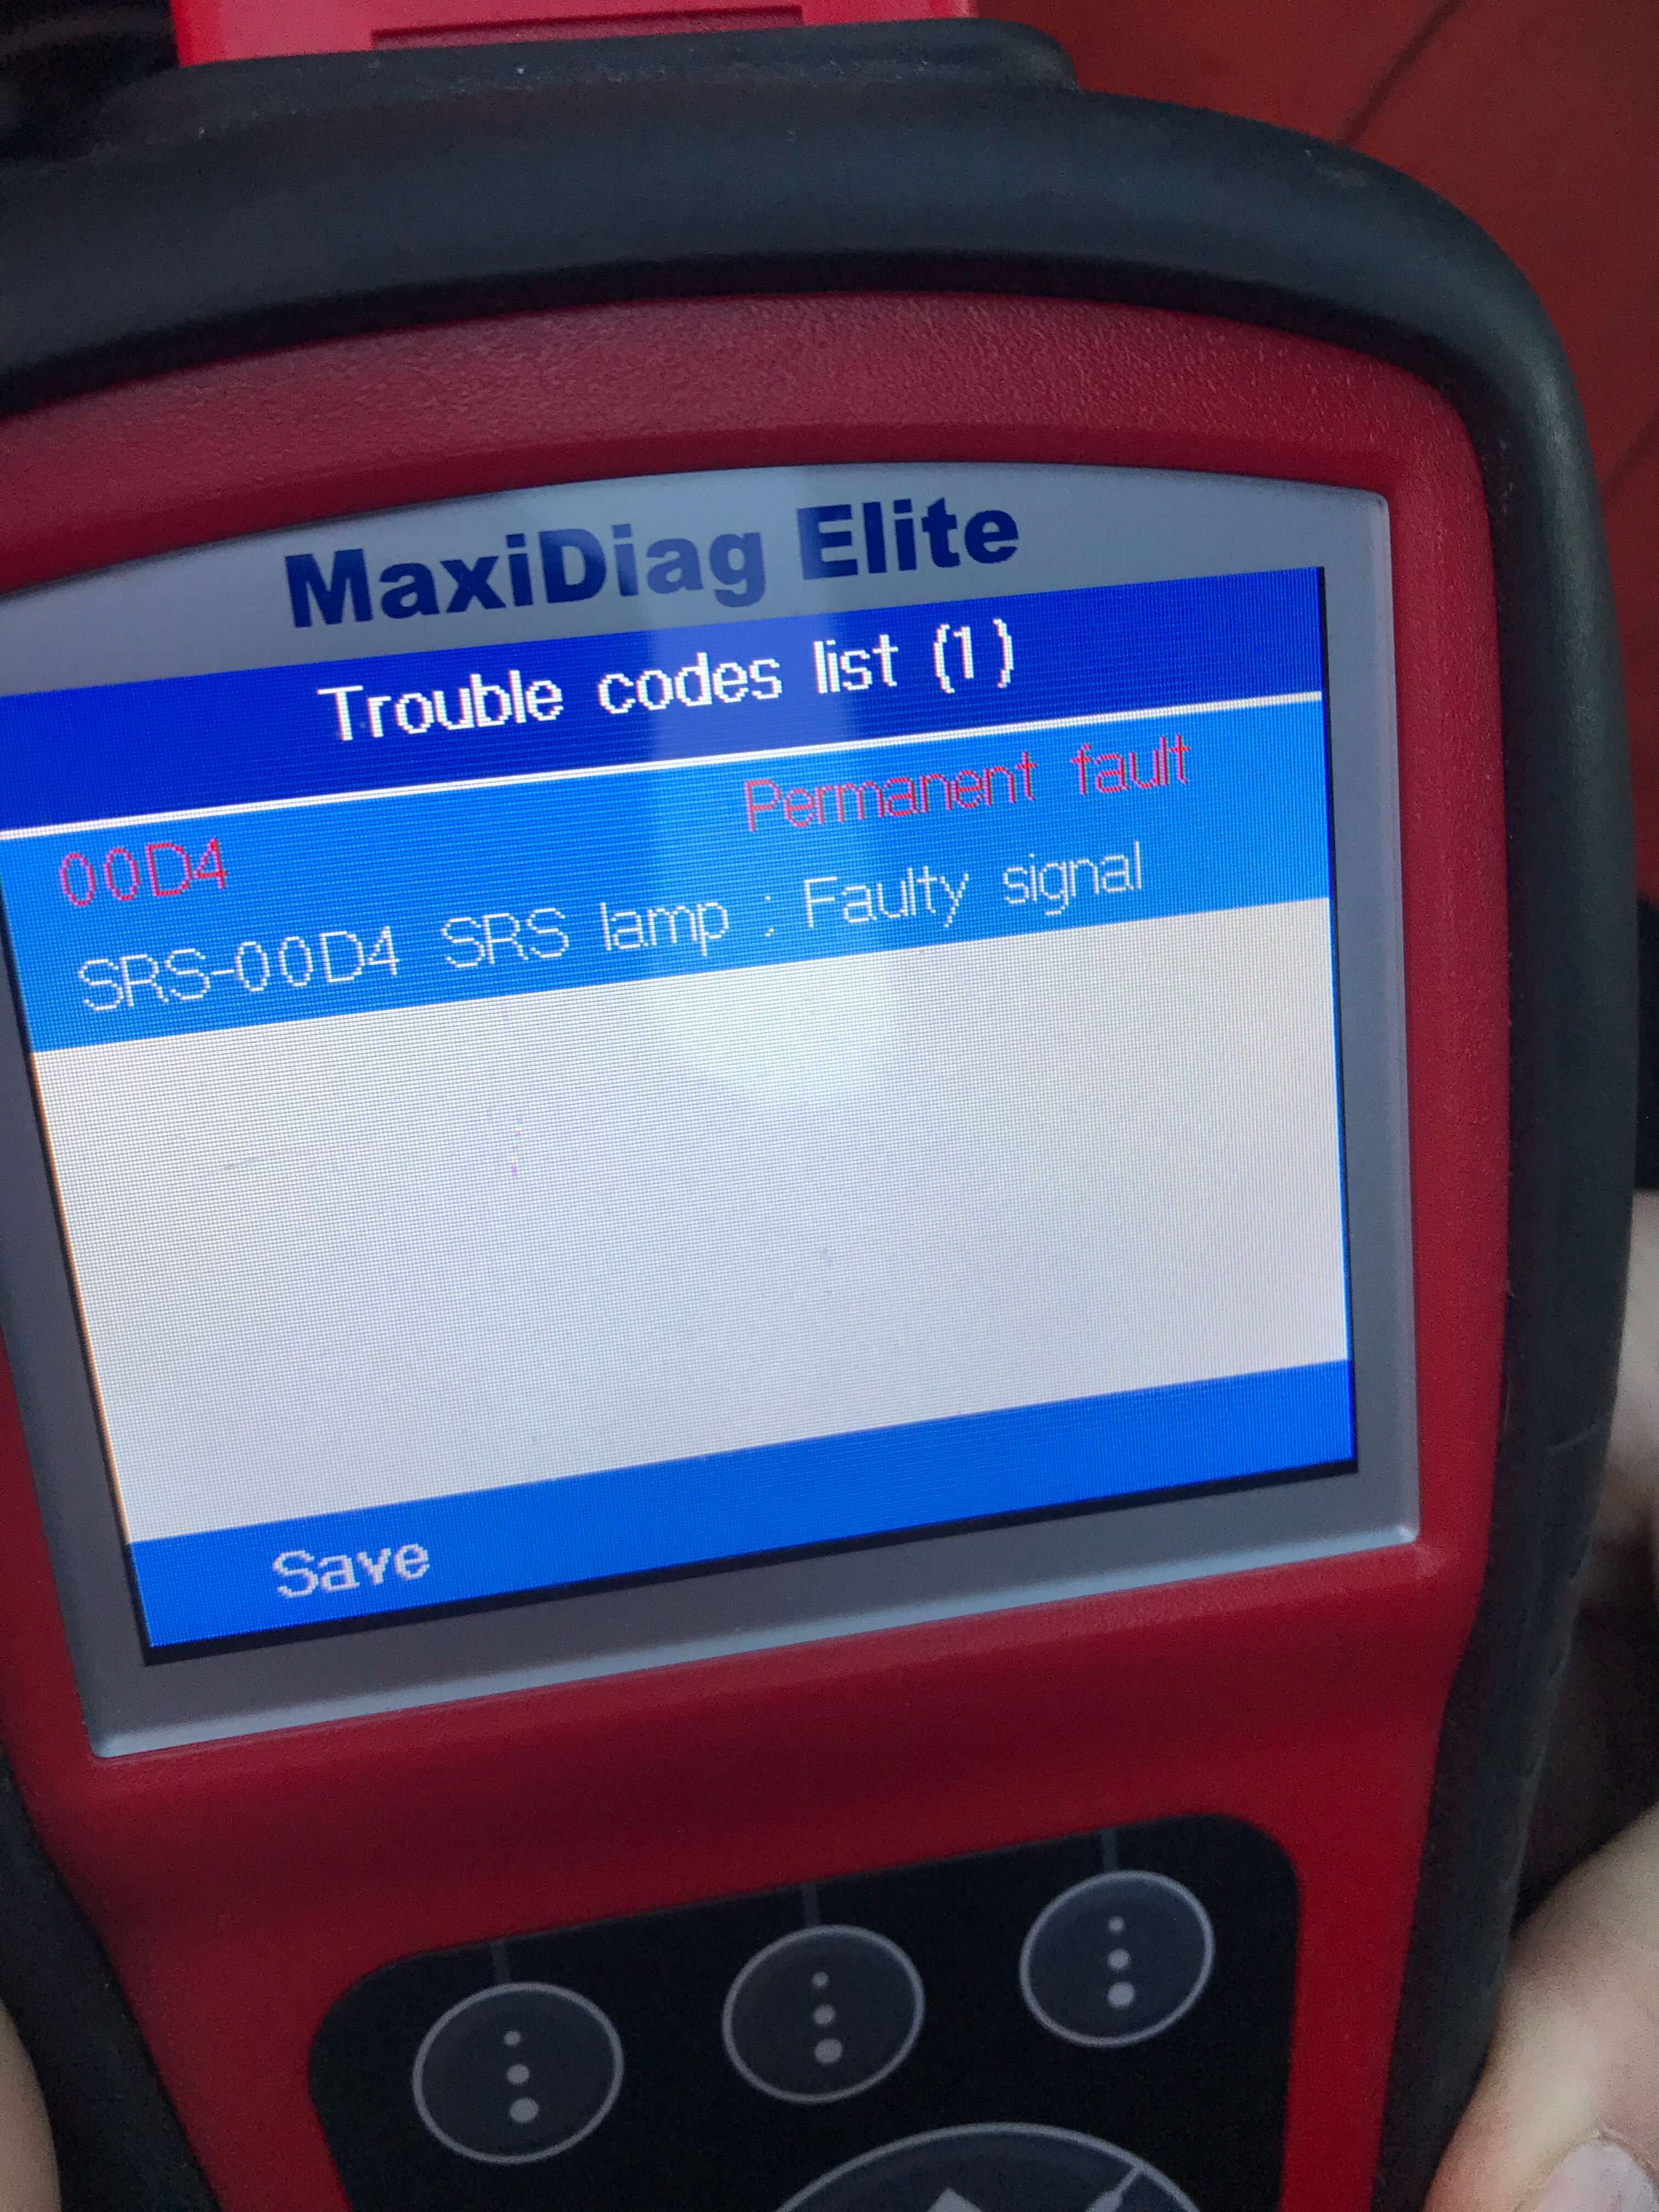 MaxiDiag Elite
Trouble codes list (1)
00D4 Permanent fault
SRS-00D4 SRS lamp ; Faulty signal
Save